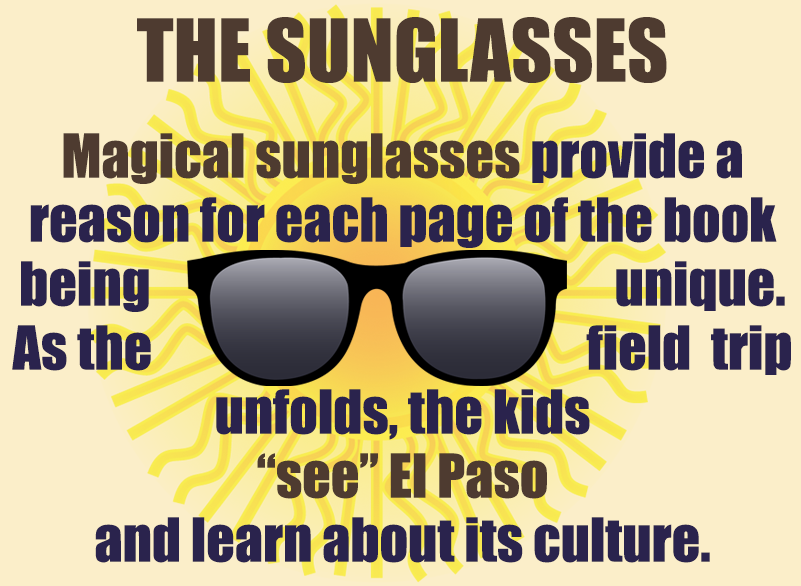 THE SUNGLASSES
Magical sunglasses provide a
reason for each page of the book
being unique.
As the field trip
unfolds, the kids
“see” El Paso
and learn about its culture.